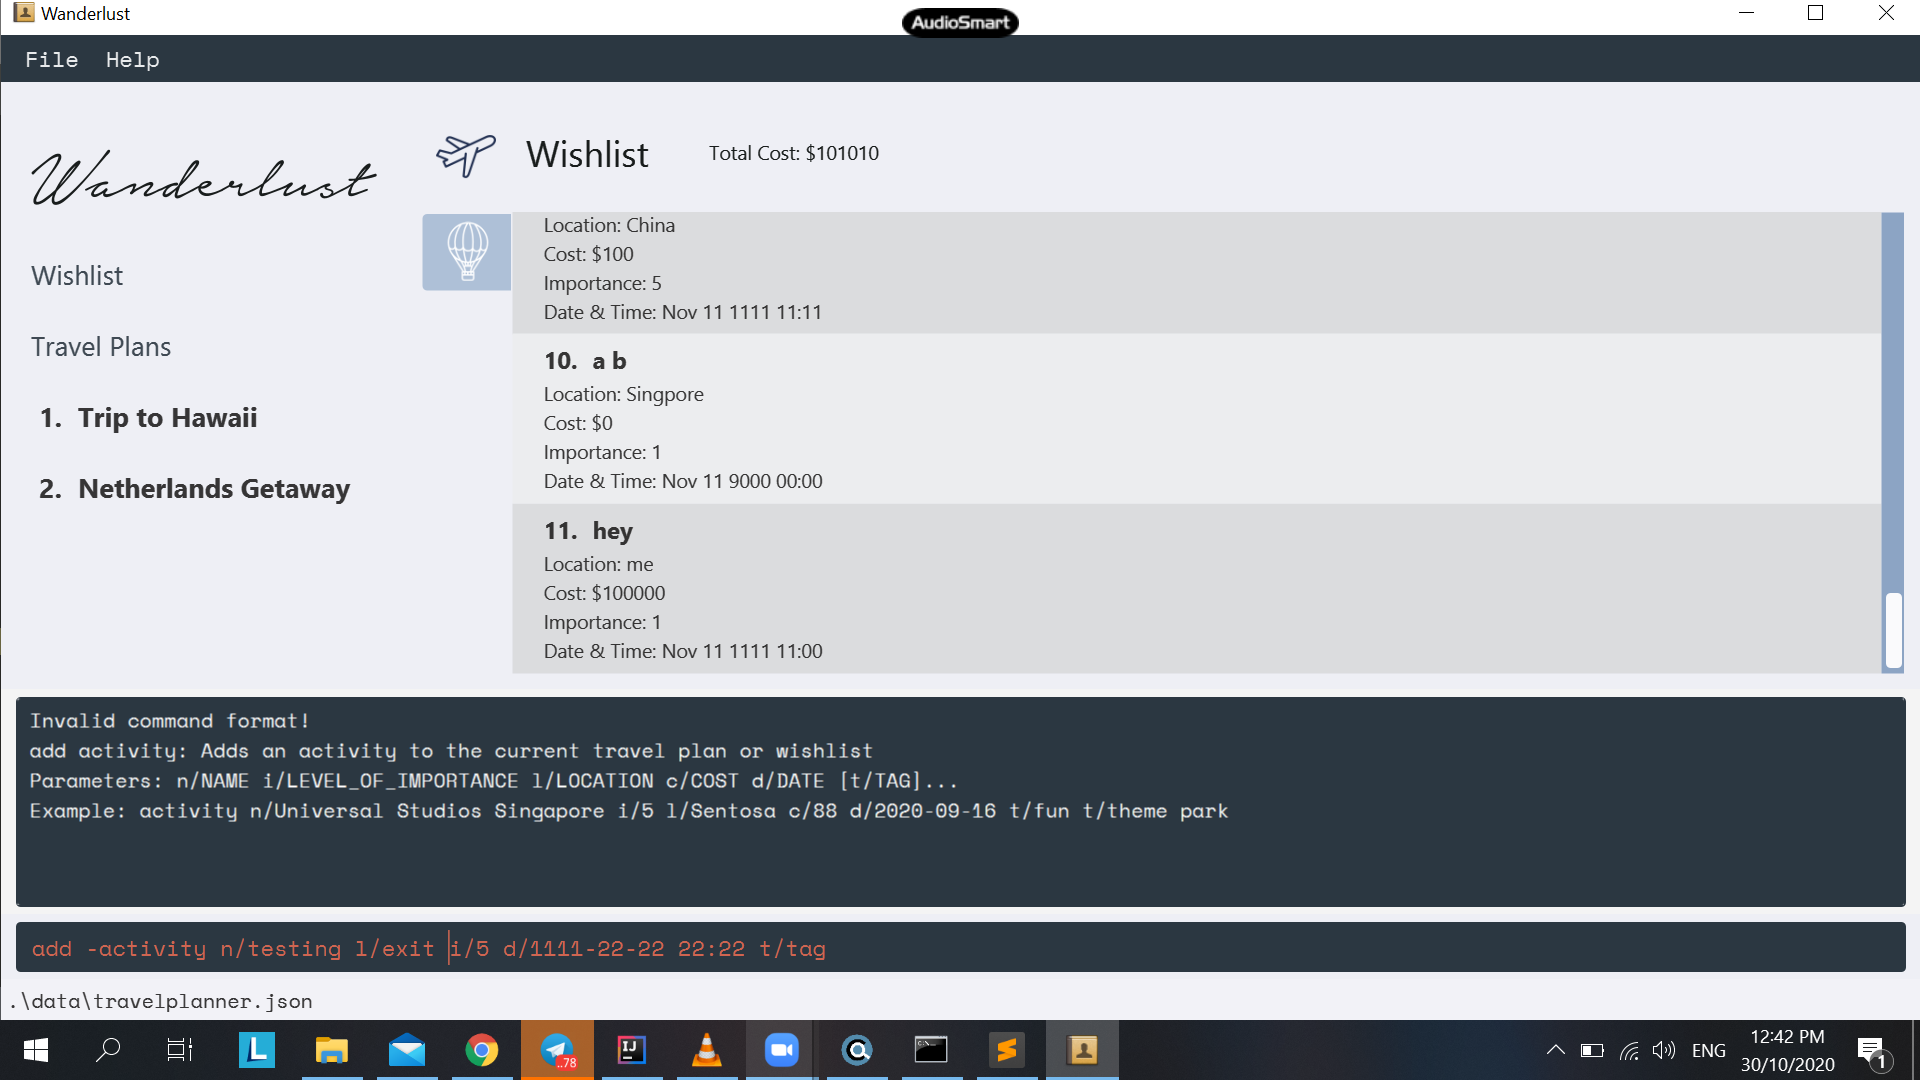 Wanderlust
AudioSmart
File Help
Wanderlust
Wishlist
Total Cost: $101010
Wishlist
Travel Plans
1. Trip to Hawaii
2. Netherlands Getaway
Location: China
Cost: $100
Importance: 5
Date & Time: Nov 11 1111 11:11
10. a b
Location: Singpore
Cost: $0
Importance: 1
Date & Time: Nov 11 9000 00:00
11. hey
Location: me
Cost: $100000
Importance: 1
Date & Time: Nov 11 1111 11:00
Invalid command format!
add activity: Adds an activity to the current travel plan or wishlist
Parameters: n/NAME i/LEVEL_OF_IMPORTANCE l/LOCATION c/COST d/DATE [t/TAG]...
Example: activity n/Universal Studios Singapore i/5 l/Sentosa c/88 d/2020-09-16 t/fun t/theme park
add -activity n/testing l/exit i/5 d/1111-22-22 22:22 t/tag
.\data\travelplanner.json
L
..78
IJ
C:\.
ENG
12:42 PM
30/10/2020
1